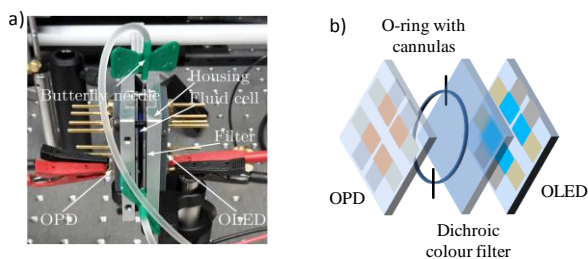 a)
Housing
Butterfly needle
Fluid cell
Filter
OPD
OLED
b)
O-ring with
cannulas
OPD
OLED
Dichroic
colour filter